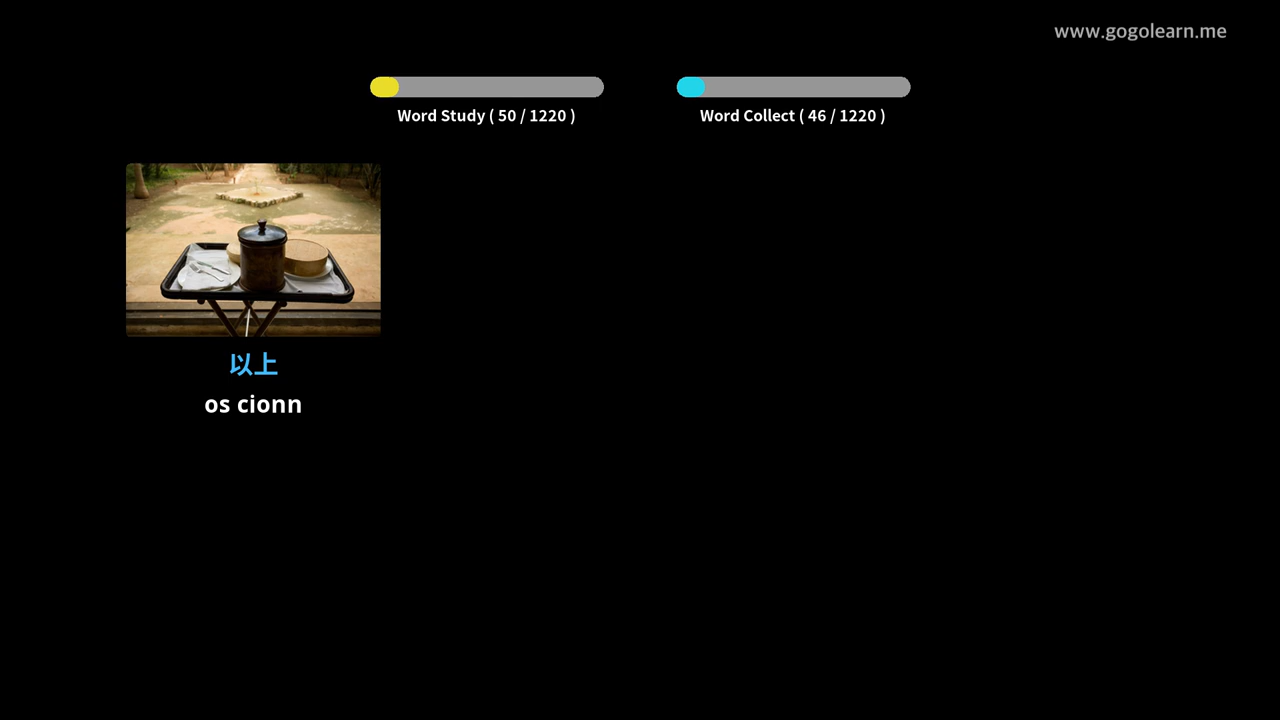 www.gogolearn.me
Word Study ( 50 / 1220 )
Word Collect ( 46 / 1220 )
以上
os cionn